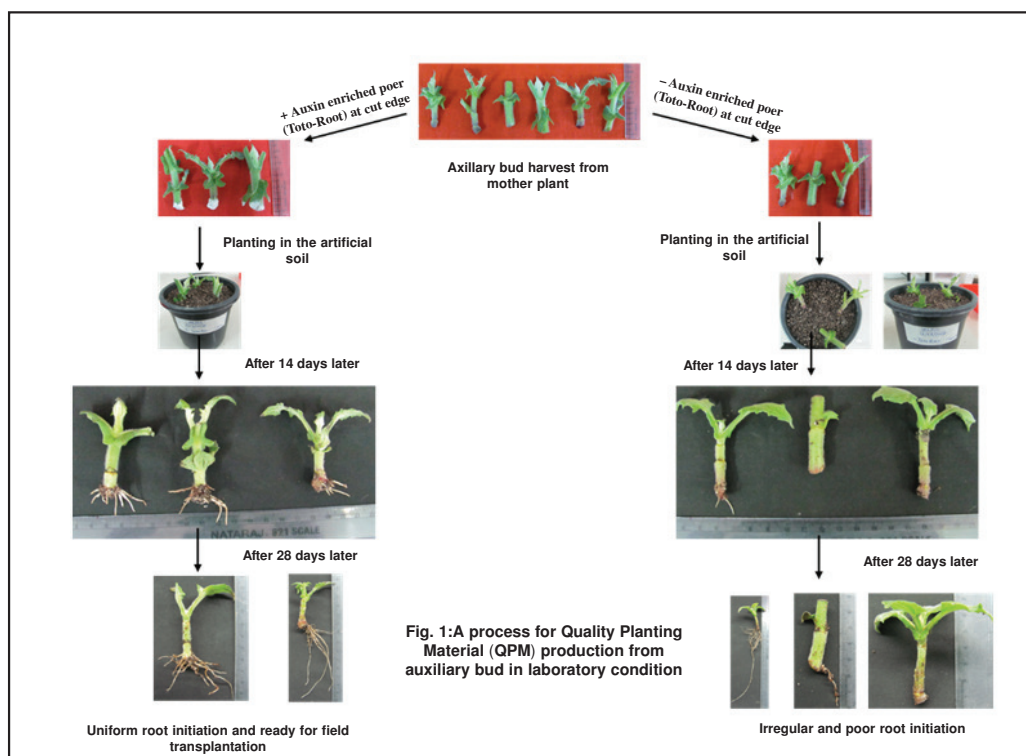 + Auxin enriched poer
(Toto-Root) at cut edge
– Auxin enriched poer
(Toto-Root) at cut edge
Axillary bud harvest from
mother plant
Planting in the artificial
soil
Planting in the artificial
soil
After 14 days later
After 14 days later
NATARAJ - 621 SCALE
After 28 days later
After 28 days later
Fig. 1:A process for Quality Planting
Material (QPM) production from
auxiliary bud in laboratory condition
Uniform root initiation and ready for field
transplantation
Irregular and poor root initiation